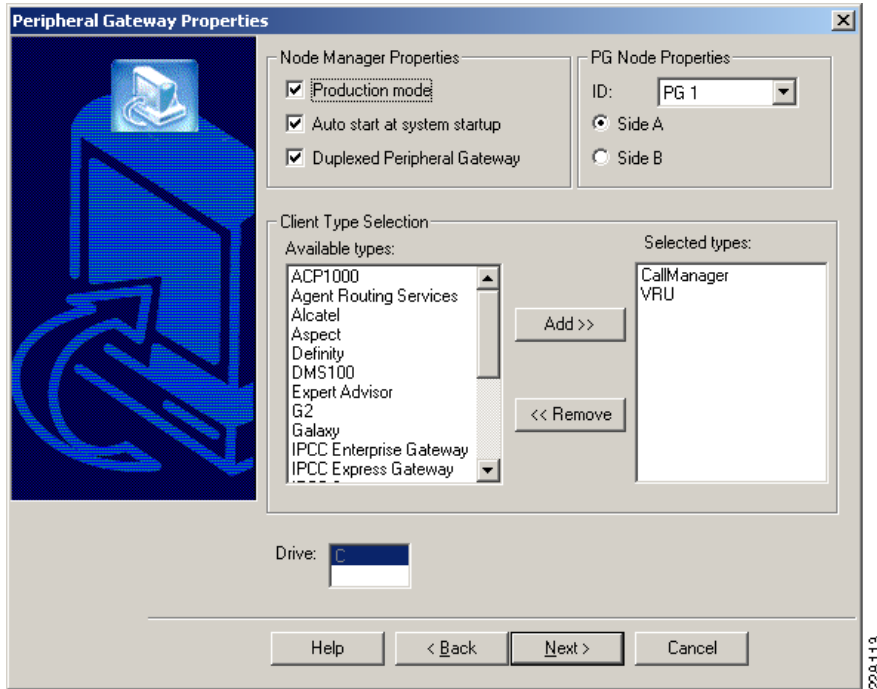 Peripheral Gateway Properties
Node Manager Properties
Production mode
Auto start at system startup
Duplexed Peripheral Gateway
PG Node Properties
ID: PG 1
Side A
Side B
Client Type Selection
Available types:
ACP1000
Agent Routing Services
Alcatel
Aspect
Definity
DMS100
Expert Advisor
G2
Galaxy
IPCC Enterprise Gateway
IPCC Express Gateway
Add >>
<< Remove
Selected types:
CallManager
VRU
Drive: C
Help
< Back
Next >
Cancel